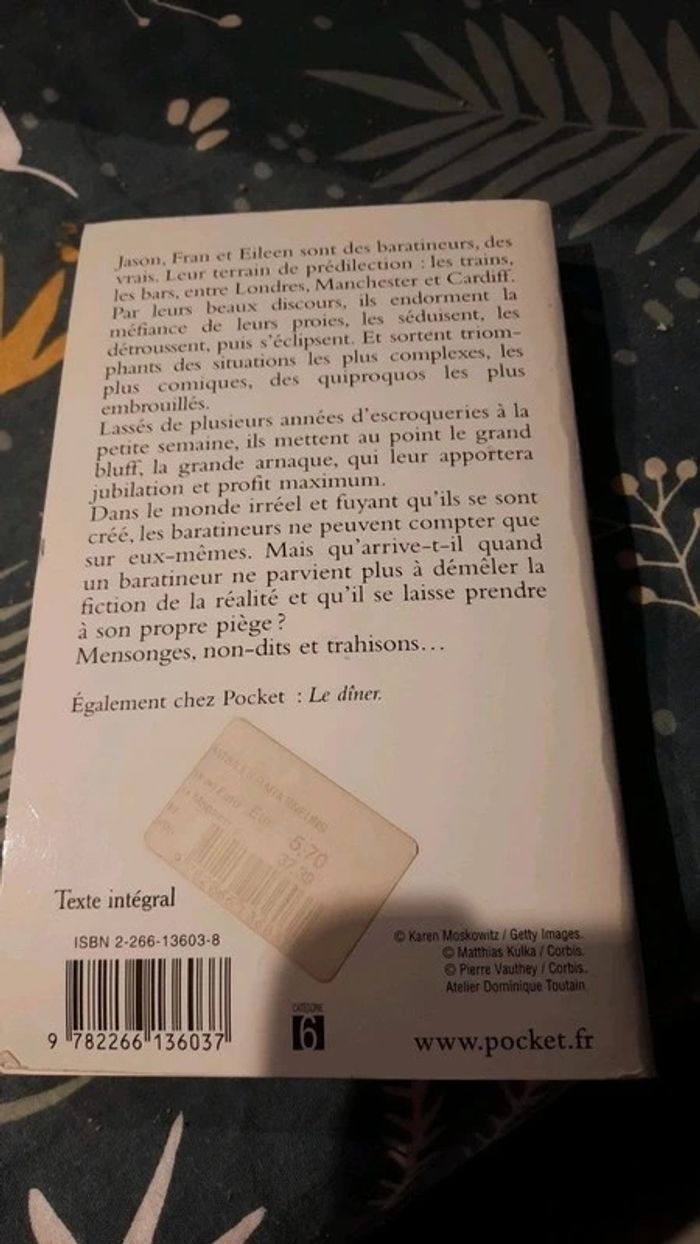 Jason, Fran et Eileen sont des baratineurs, des
vrais. Leur terrain de prédilection : les trains,
les bars, entre Londres, Manchester et Cardiff.
Par leurs beaux discours, ils endorment la
méfiance de leurs proies, les séduisent, les
détroussent, puis s'éclipsent. Et sortent triom-
phants des situations les plus complexes, les
plus comiques, des quiproquos les plus
embrouillés.
Lassés de plusieurs années d'escroqueries à la
petite semaine, ils mettent au point le grand
bluff, la grande arnaque, qui leur apportera
jubilation et profit maximum.
Dans le monde irréel et fuyant qu'ils se sont
créé, les baratineurs ne peuvent compter que
sur eux-mêmes. Mais qu'arrive-t-il quand
un baratineur ne parvient plus à démêler la
fiction de la réalité et qu'il se laisse prendre
à son propre piège ?
Mensonges, non-dits et trahisons...
Également chez Pocket : Le dîner.
5,70
Texte intégral
ISBN 2-266-13603-8
9 782266 136037
CATÉGORIE
6
© Karen Moskowitz / Getty Images.
© Matthias Kulka / Corbis.
© Pierre Vauthey / Corbis.
Atelier Dominique Toutain.
www.pocket.fr